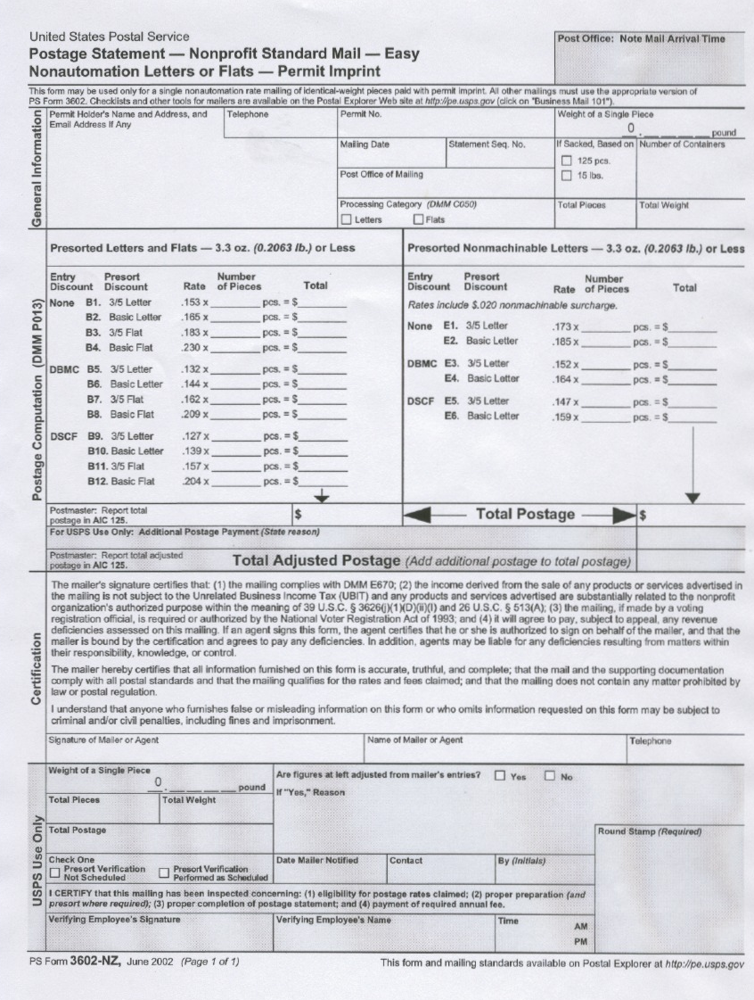 United States Postal Service
Postage Statement — Nonprofit Standard Mail — Easy
Nonautomation Letters or Flats — Permit Imprint
Post Office: Note Mail Arrival Time
This form may be used only for a single nonautomation rate mailing of identical-weight pieces paid with permit imprint. All other mailings must use the appropriate version of
PS Form 3602. Checklists and other tools for mailers are available on the Postal Explorer Web site at http://pe.usps.gov (click on "Business Mail 101").
General Information
Permit Holder's Name and Address, and
Email Address If Any
Telephone
Permit No.
Weight of a Single Piece
0 . _ _ _ _ pound
Mailing Date
Statement Seq. No.
If Sacked, Based on
125 pcs.
15 lbs.
Number of Containers
Post Office of Mailing
Processing Category (DMM C050)
Letters
Flats
Total Pieces
Total Weight
Postage Computation (DMM P013)
Presorted Letters and Flats — 3.3 oz. (0.2063 lb.) or Less
Entry Discount Presort Discount Rate Number of Pieces Total
None B1. 3/5 Letter .153 x ______ pcs. = $______
B2. Basic Letter .165 x ______ pcs. = $______
B3. 3/5 Flat .183 x ______ pcs. = $______
B4. Basic Flat .230 x ______ pcs. = $______
DBMC B5. 3/5 Letter .132 x ______ pcs. = $______
B6. Basic Letter .144 x ______ pcs. = $______
B7. 3/5 Flat .162 x ______ pcs. = $______
B8. Basic Flat .209 x ______ pcs. = $______
DSCF B9. 3/5 Letter .127 x ______ pcs. = $______
B10. Basic Letter .139 x ______ pcs. = $______
B11. 3/5 Flat .157 x ______ pcs. = $______
B12. Basic Flat .204 x ______ pcs. = $______
Presorted Nonmachinable Letters — 3.3 oz. (0.2063 lb.) or Less
Entry Discount Presort Discount Rate Number of Pieces Total
Rates include $.020 nonmachinable surcharge.
None E1. 3/5 Letter .173 x ______ pcs. = $______
E2. Basic Letter .185 x ______ pcs. = $______
DBMC E3. 3/5 Letter .152 x ______ pcs. = $______
E4. Basic Letter .164 x ______ pcs. = $______
DSCF E5. 3/5 Letter .147 x ______ pcs. = $______
E6. Basic Letter .159 x ______ pcs. = $______
Postmaster: Report total
postage in AIC 125.
$
Total Postage
$
For USPS Use Only: Additional Postage Payment (State reason)
Postmaster: Report total adjusted
postage in AIC 125.
Total Adjusted Postage (Add additional postage to total postage)
Certification
The mailer's signature certifies that: (1) the mailing complies with DMM E670; (2) the income derived from the sale of any products or services advertised in
the mailing is not subject to the Unrelated Business Income Tax (UBIT) and any products and services advertised are substantially related to the nonprofit
organization's authorized purpose within the meaning of 39 U.S.C. § 3626(j)(1)(D)(ii)(I) and 26 U.S.C. § 513(A); (3) the mailing, if made by a voting
registration official, is required or authorized by the National Voter Registration Act of 1993; and (4) it will agree to pay, subject to appeal, any revenue
deficiencies assessed on this mailing. If an agent signs this form, the agent certifies that he or she is authorized to sign on behalf of the mailer, and that the
mailer is bound by the certification and agrees to pay any deficiencies. In addition, agents may be liable for any deficiencies resulting from matters within
their responsibility, knowledge, or control.
The mailer hereby certifies that all information furnished on this form is accurate, truthful, and complete; that the mail and the supporting documentation
comply with all postal standards and that the mailing qualifies for the rates and fees claimed; and that the mailing does not contain any matter prohibited by
law or postal regulation.
I understand that anyone who furnishes false or misleading information on this form or who omits information requested on this form may be subject to
criminal and/or civil penalties, including fines and imprisonment.
Signature of Mailer or Agent
Name of Mailer or Agent
Telephone
USPS Use Only
Weight of a Single Piece
0 . _ _ _ _ pound
Total Pieces
Total Weight
Total Postage
Are figures at left adjusted from mailer's entries? Yes No
If "Yes," Reason
Round Stamp (Required)
Check One
Presort Verification
Not Scheduled
Presort Verification
Performed as Scheduled
Date Mailer Notified
Contact
By (Initials)
I CERTIFY that this mailing has been inspected concerning: (1) eligibility for postage rates claimed; (2) proper preparation (and
presort where required); (3) proper completion of postage statement; and (4) payment of required annual fee.
Verifying Employee's Signature
Verifying Employee's Name
Time
AM
PM
PS Form 3602-NZ, June 2002 (Page 1 of 1)
This form and mailing standards available on Postal Explorer at http://pe.usps.gov